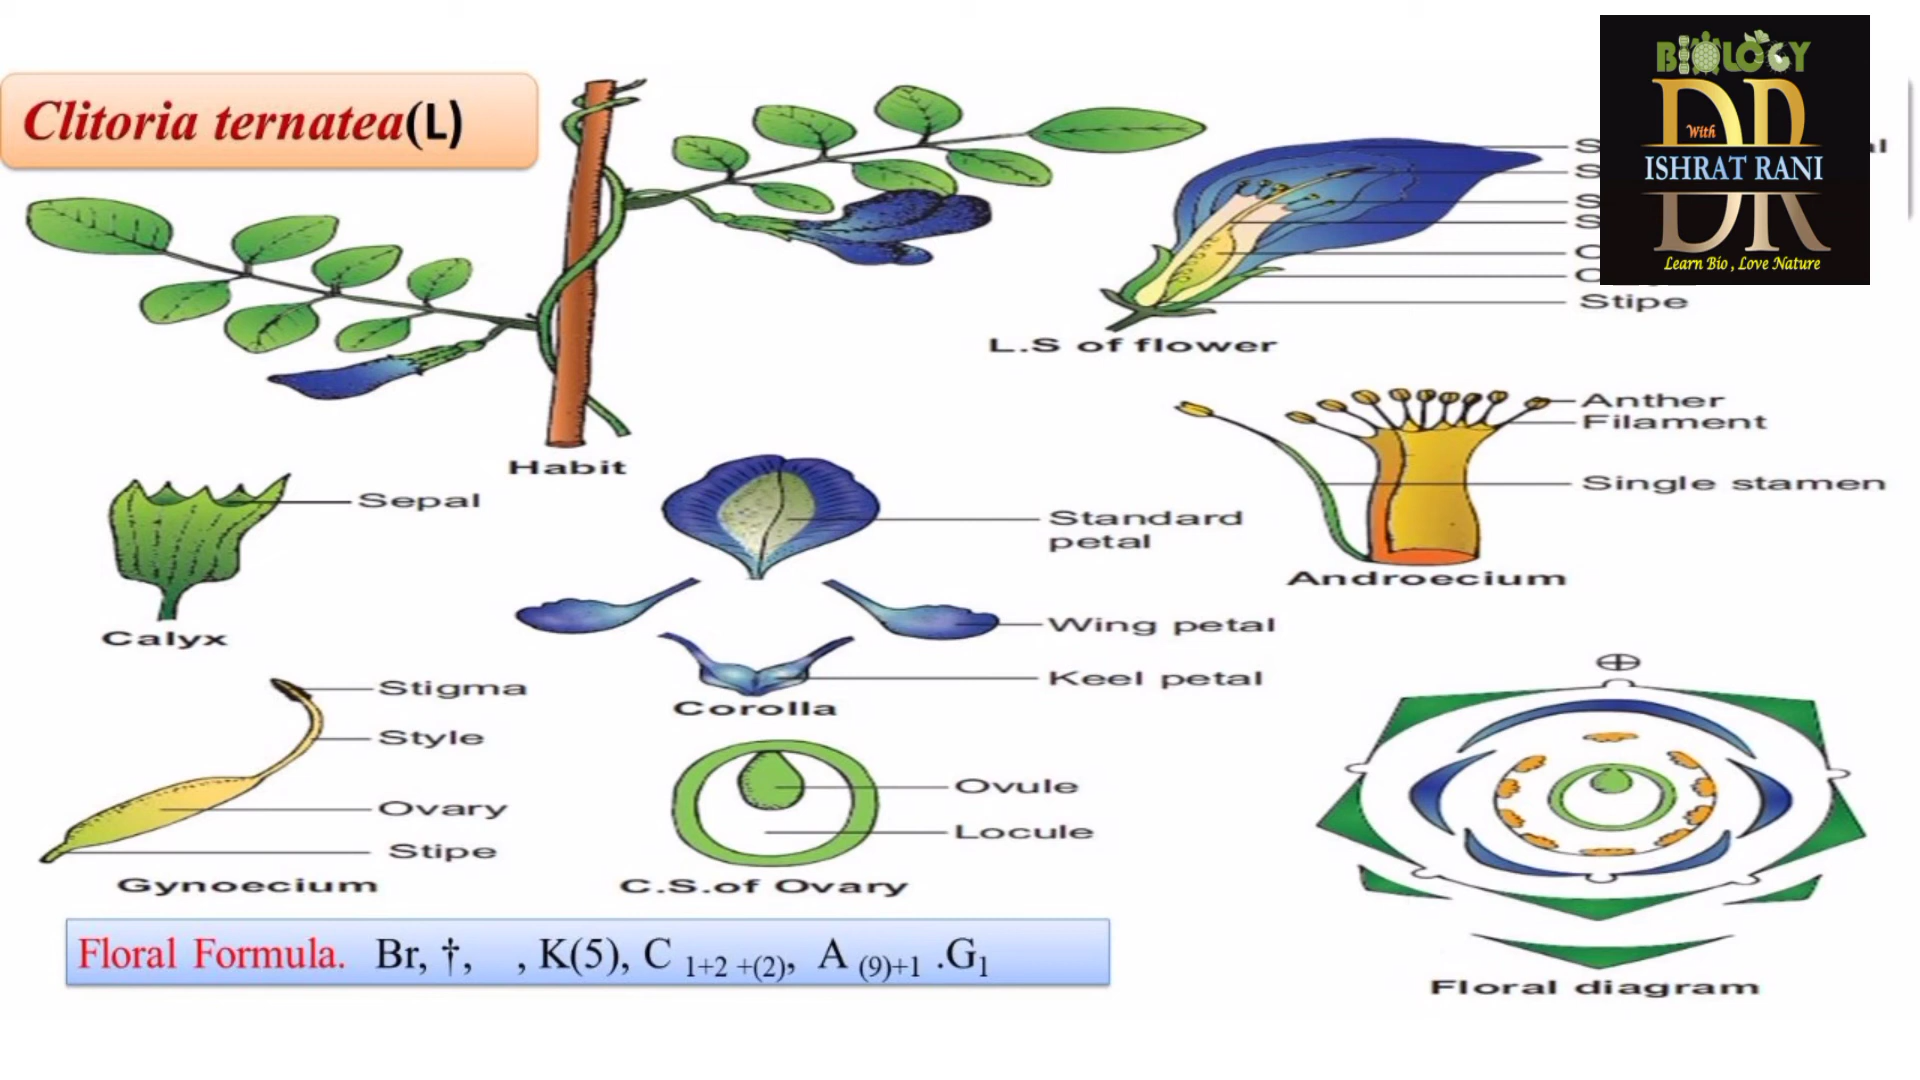 Clitoria ternatea(L)
BIOLOGY
With
DR
ISHRAT RANI
Learn Bio , Love Nature
Stipe
L.S of flower
Habit
Anther
Filament
Single stamen
Androecium
Sepal
Calyx
Standard
petal
Wing petal
Keel petal
Corolla
Stigma
Style
Ovary
Stipe
Gynoecium
Ovule
Locule
C.S.of Ovary
Floral diagram
Floral Formula. Br, †, , K(5), C 1+2 +(2), A (9)+1 .G1